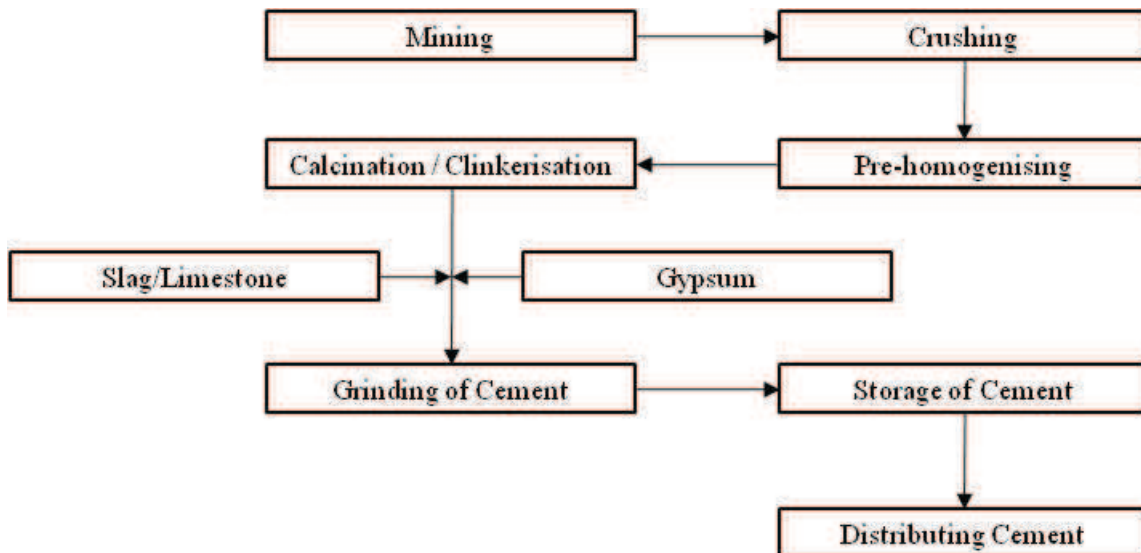 Mining
Crushing
Calcination / Clinkerisation
Pre-homogenising
Slag/Limestone
Gypsum
Grinding of Cement
Storage of Cement
Distributing Cement